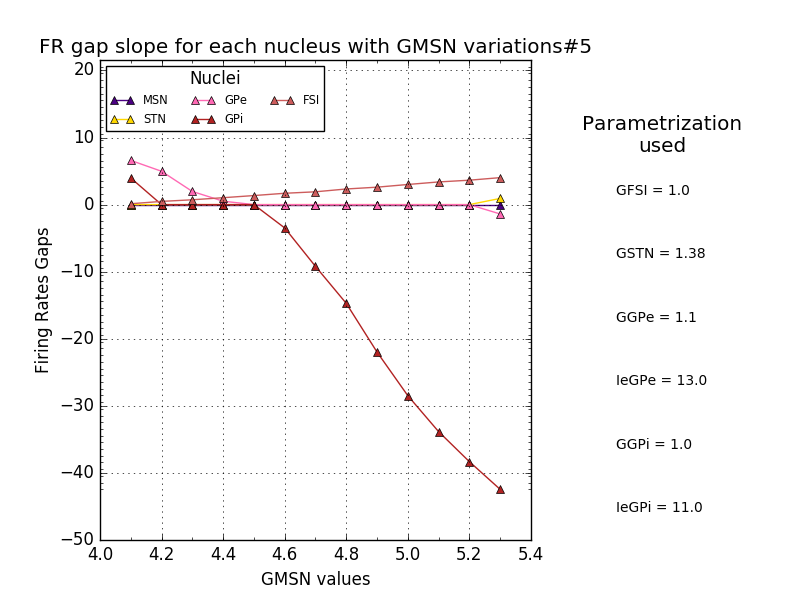 FR gap slope for each nucleus with GMSN variations#5
Nuclei
MSN GPe FSI
STN GPi
20
10
0
−10
−20
−30
−40
−50
Firing Rates Gaps
4.0 4.2 4.4 4.6 4.8 5.0 5.2 5.4
GMSN values
Parametrization
used
GFSI = 1.0
GSTN = 1.38
GGPe = 1.1
IeGPe = 13.0
GGPi = 1.0
IeGPi = 11.0